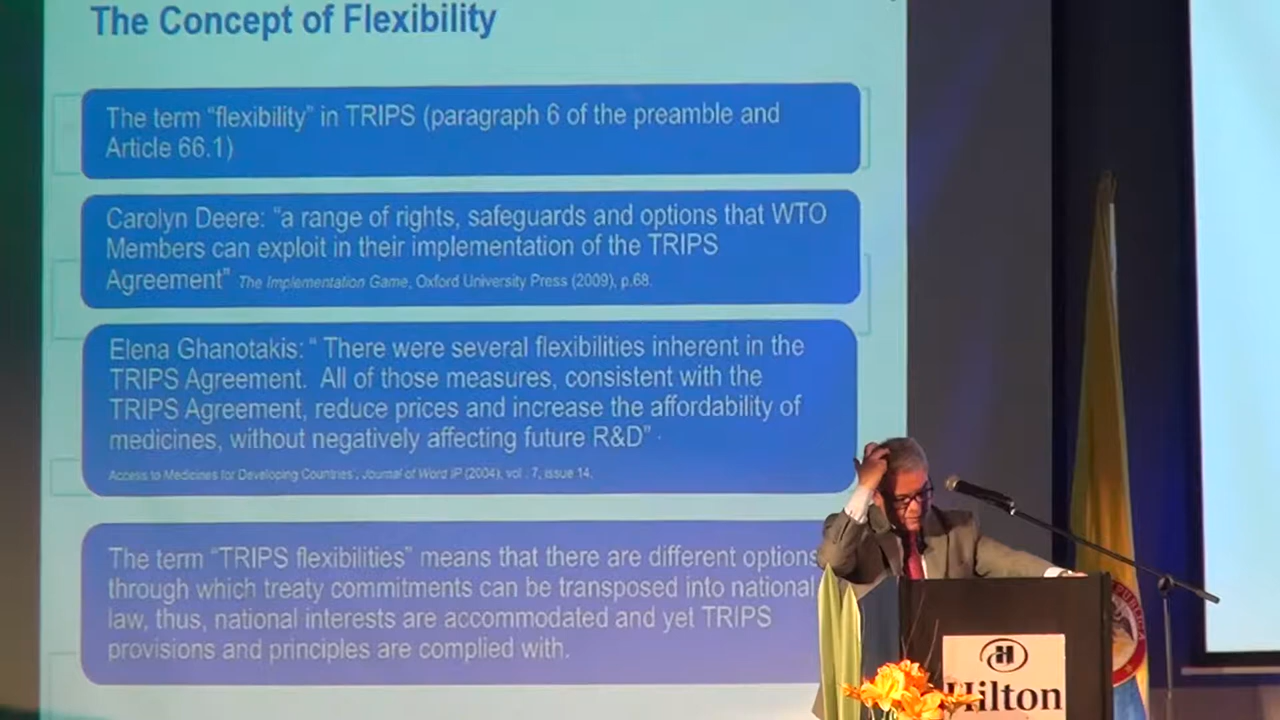 The Concept of Flexibility
The term “flexibility” in TRIPS (paragraph 6 of the preamble and
Article 66.1)
Carolyn Deere: “a range of rights, safeguards and options that WTO
Members can exploit in their implementation of the TRIPS
Agreement” The Implementation Game, Oxford University Press (2009), p.68.
Elena Ghanotakis: “ There were several flexibilities inherent in the
TRIPS Agreement. All of those measures, consistent with the
TRIPS Agreement, reduce prices and increase the affordability of
medicines, without negatively affecting future R&D”
Access to Medicines for Developing Countries', Journal of Word IP (2004), vol . 7, issue 14.
The term “TRIPS flexibilities” means that there are different options
through which treaty commitments can be transposed into national
law, thus, national interests are accommodated and yet TRIPS
provisions and principles are complied with.
H
Hilton